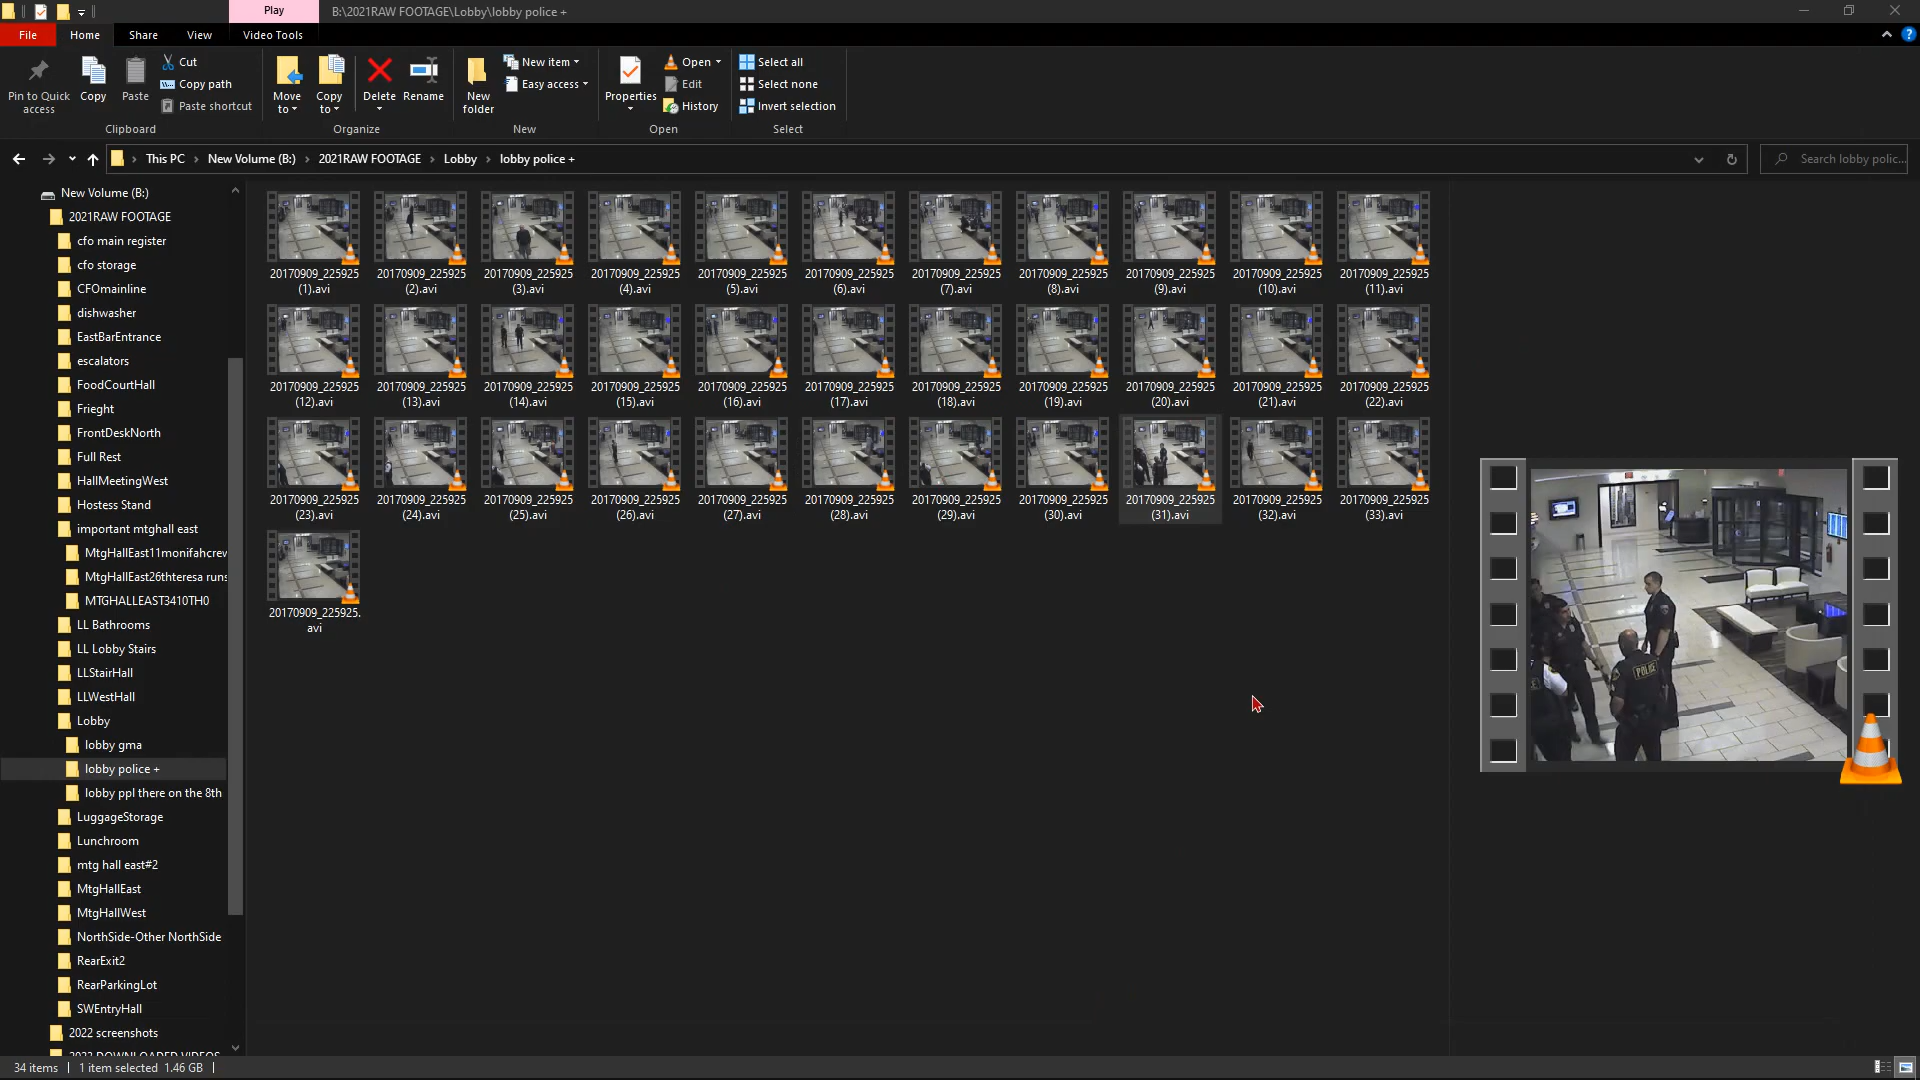 Play
B:\2021RAW FOOTAGE\Lobby\lobby police +
File
Home
Share
View
Video Tools
Pin to Quick
access
Copy
Paste
Cut
Copy path
Paste shortcut
Clipboard
Move
to
Copy
to
Delete
Rename
Organize
New
folder
New item
Easy access
New
Properties
Open
Edit
History
Open
Select all
Select none
Invert selection
Select
This PC
New Volume (B:)
2021RAW FOOTAGE
Lobby
lobby police +
Search lobby polic...
New Volume (B:)
2021RAW FOOTAGE
cfo main register
cfo storage
CFOmainline
dishwasher
EastBarEntrance
escalators
FoodCourtHall
Frieght
FrontDeskNorth
Full Rest
HallMeetingWest
Hostess Stand
important mtghall east
MtgHallEast11monifahcrew
MtgHallEast26thteresa runs
MTGHALLEAST3410TH0
LL Bathrooms
LL Lobby Stairs
LLStairHall
LLWestHall
Lobby
lobby gma
lobby police +
lobby ppl there on the 8th
LuggageStorage
Lunchroom
mtg hall east#2
MtgHallEast
MtgHallWest
NorthSide-Other NorthSide
RearExit2
RearParkingLot
SWEntryHall
2022 screenshots
2022 DOWNLOADED VIDEOS
20170909_225925
(1).avi
20170909_225925
(2).avi
20170909_225925
(3).avi
20170909_225925
(4).avi
20170909_225925
(5).avi
20170909_225925
(6).avi
20170909_225925
(7).avi
20170909_225925
(8).avi
20170909_225925
(9).avi
20170909_225925
(10).avi
20170909_225925
(11).avi
20170909_225925
(12).avi
20170909_225925
(13).avi
20170909_225925
(14).avi
20170909_225925
(15).avi
20170909_225925
(16).avi
20170909_225925
(17).avi
20170909_225925
(18).avi
20170909_225925
(19).avi
20170909_225925
(20).avi
20170909_225925
(21).avi
20170909_225925
(22).avi
20170909_225925
(23).avi
20170909_225925
(24).avi
20170909_225925
(25).avi
20170909_225925
(26).avi
20170909_225925
(27).avi
20170909_225925
(28).avi
20170909_225925
(29).avi
20170909_225925
(30).avi
20170909_225925
(31).avi
20170909_225925
(32).avi
20170909_225925
(33).avi
20170909_225925.
avi
POLICE
34 items
1 item selected 1.46 GB